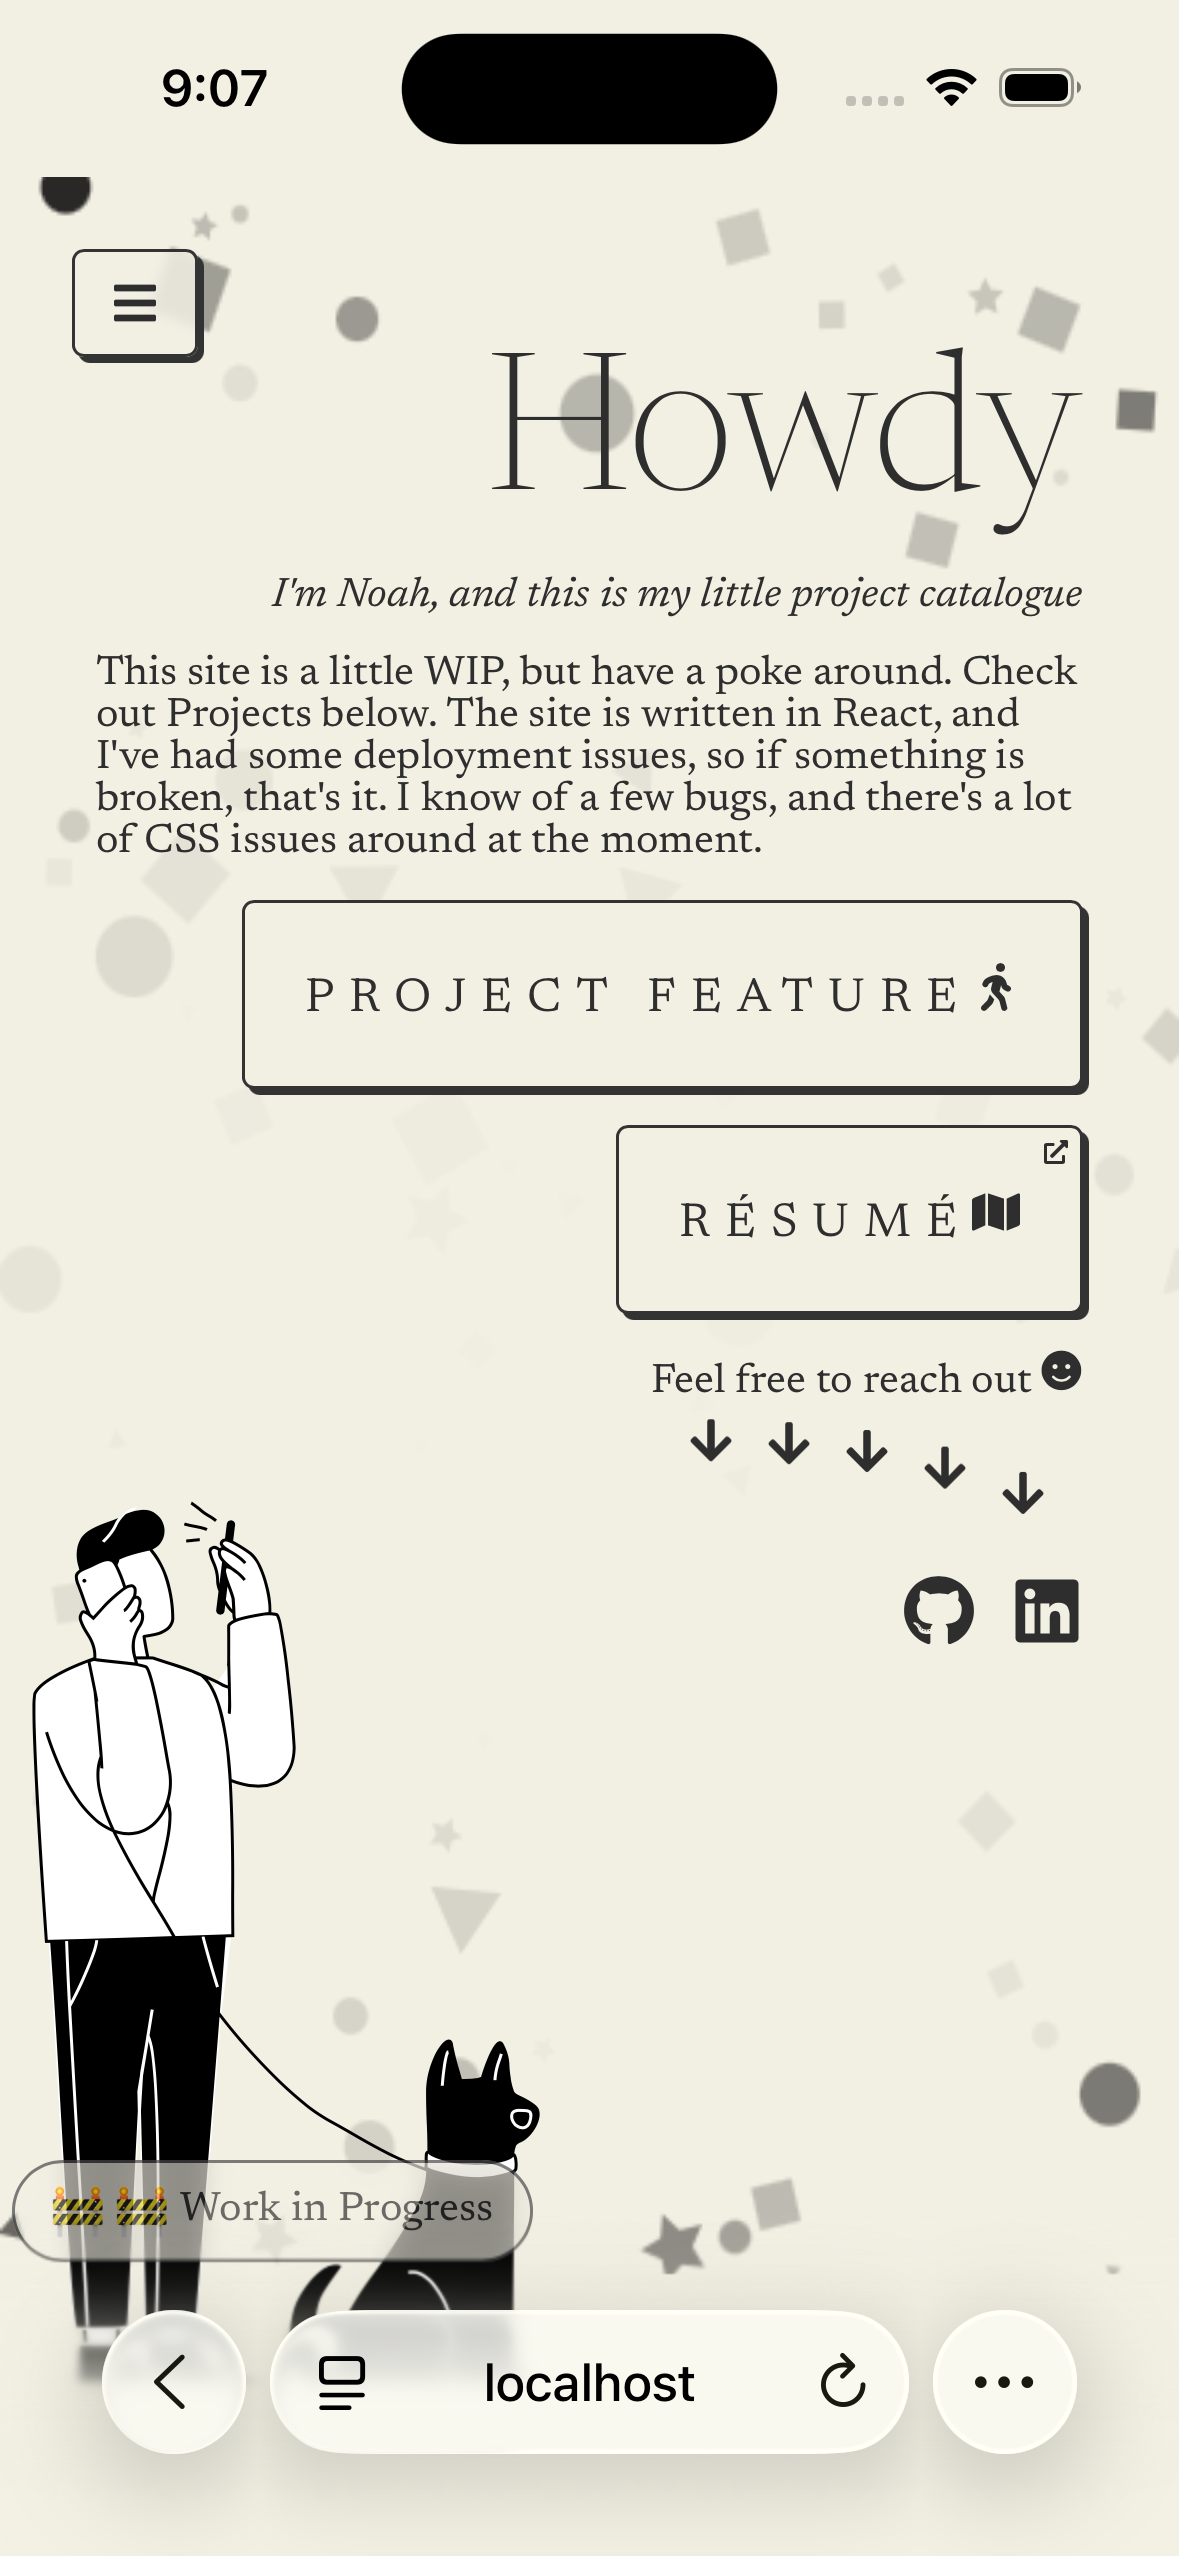 9:07
Howdy
I'm Noah, and this is my little project catalogue
This site is a little WIP, but have a poke around. Check
out Projects below. The site is written in React, and
I've had some deployment issues, so if something is
broken, that's it. I know of a few bugs, and there's a lot
of CSS issues around at the moment.
PROJECT FEATURE
RÉSUMÉ
Feel free to reach out
in
🚧 🚧 Work in Progress
localhost